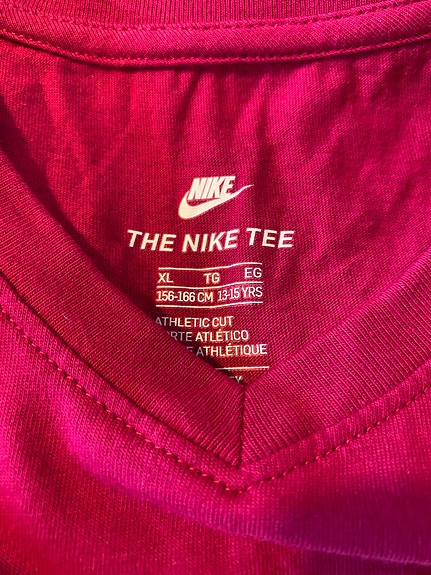 NIKE
THE NIKE TEE
XL TG EG
156-166 CM 13-15 YRS
ATHLETIC CUT
ATLÉTICO
ATHLÉTIQUE